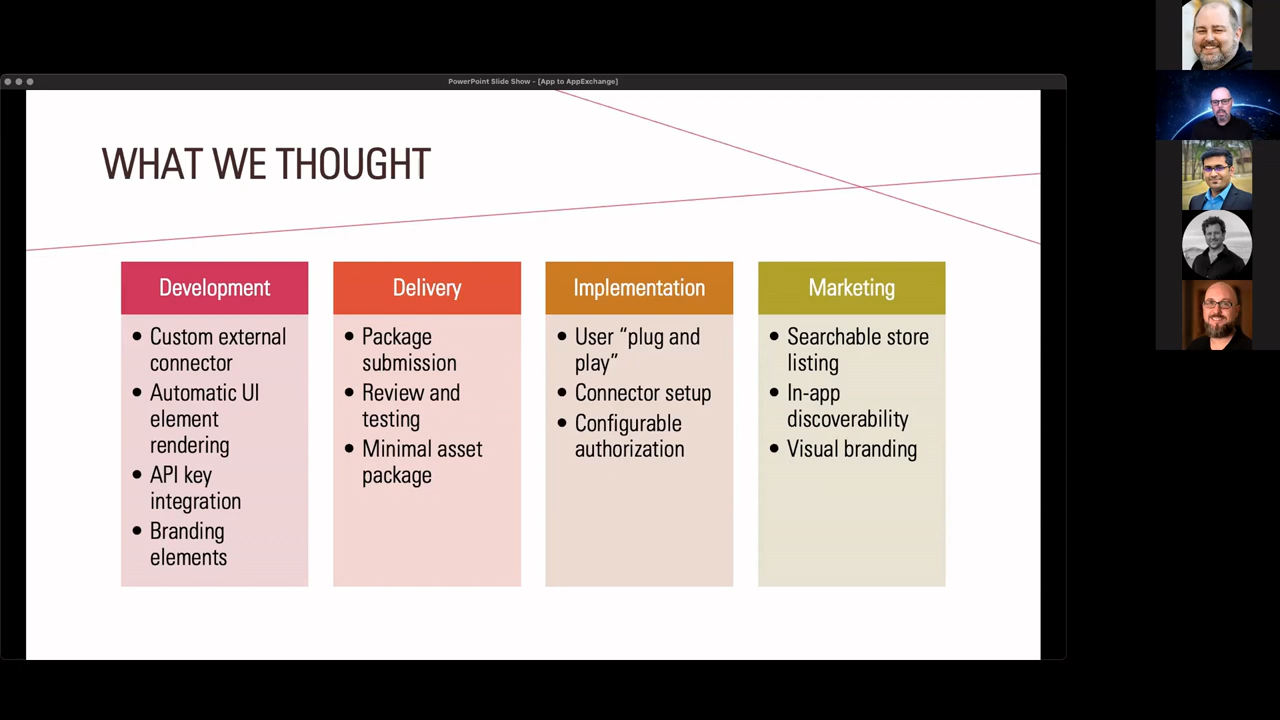 PowerPoint Slide Show - [App to AppExchange]
WHAT WE THOUGHT
Development
• Custom external
connector
• Automatic UI
element
rendering
• API key
integration
• Branding
elements
Delivery
• Package
submission
• Review and
testing
• Minimal asset
package
Implementation
• User “plug and
play”
• Connector setup
• Configurable
authorization
Marketing
• Searchable store
listing
• In-app
discoverability
• Visual branding